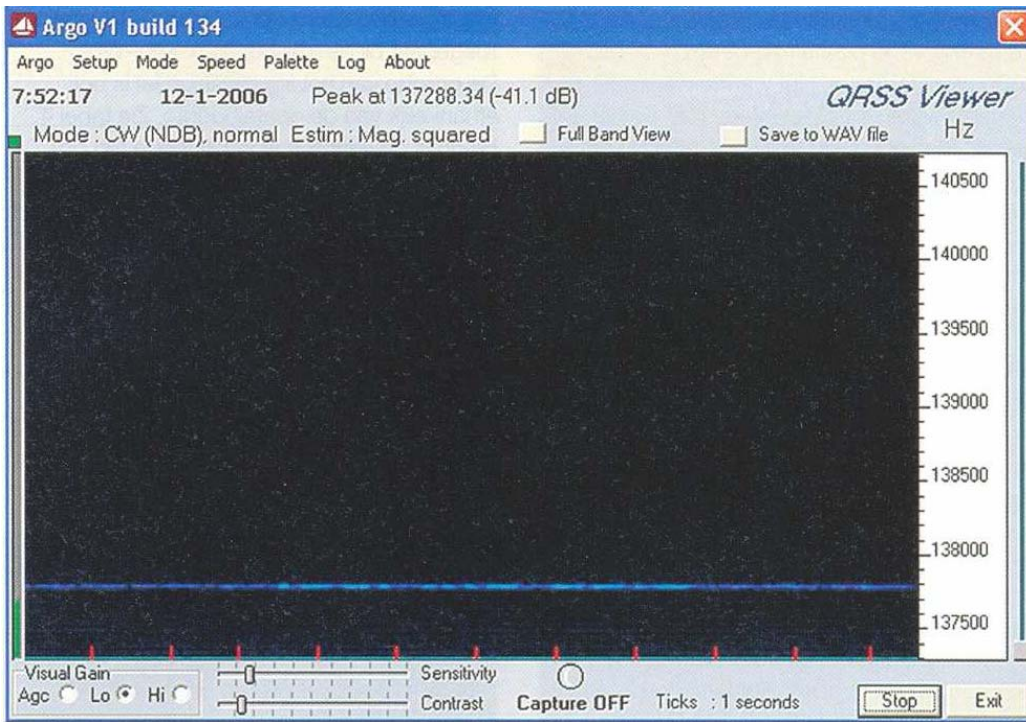 Argo V1 build 134
Argo Setup Mode Speed Palette Log About
7:52:17 12-1-2006 Peak at 137288.34 (-41.1 dB) QRSS Viewer
Mode : CW (NDB), normal Estim : Mag. squared Full Band View Save to WAV file Hz
140500
140000
139500
139000
138500
138000
137500
Visual Gain Sensitivity
Agc Lo Hi Contrast Capture OFF Ticks : 1 seconds Stop Exit